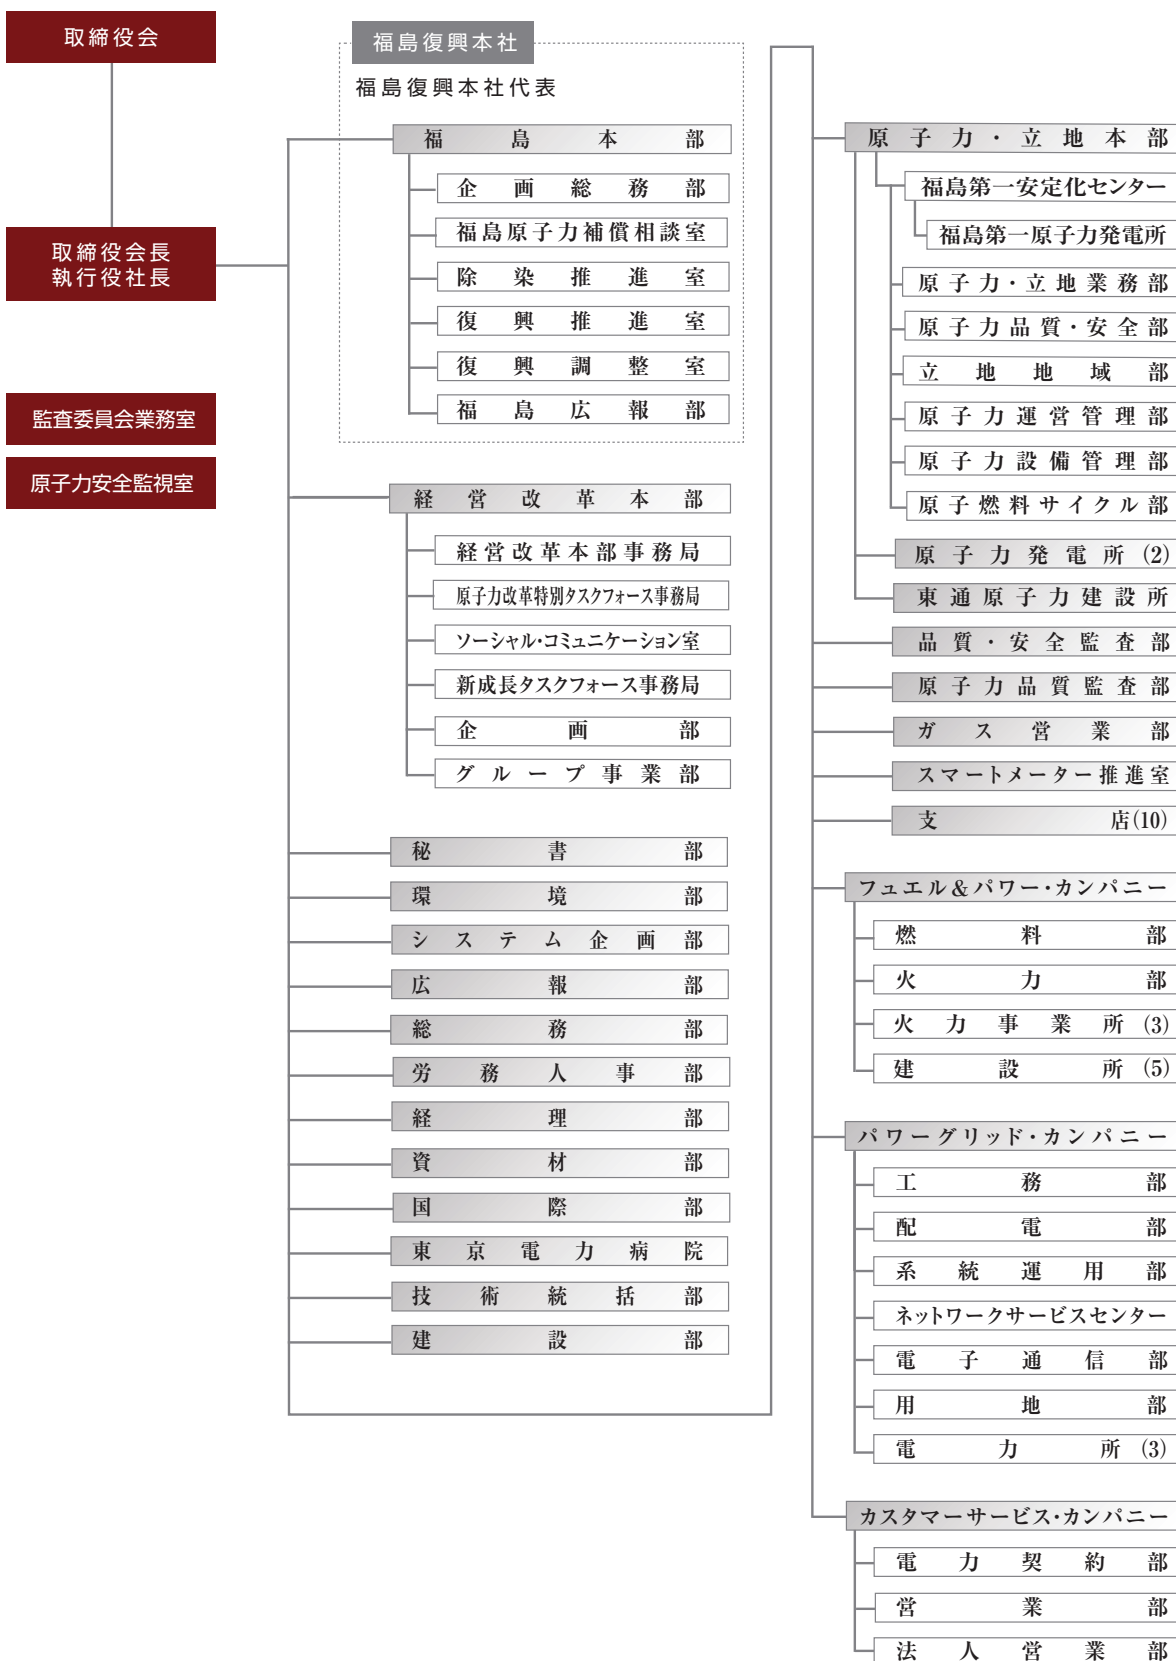 取締役会
取締役会長
執行役社長
監査委員会業務室
原子力安全監視室
福島復興本社
福島復興本社代表
福島本部
企画総務部
福島原子力補償相談室
除染推進室
復興推進室
復興調整室
福島広報部
経営改革本部
経営改革本部事務局
原子力改革特別タスクフォース事務局
ソーシャル・コミュニケーション室
新成長タスクフォース事務局
企画部
グループ事業部
秘書部
環境部
システム企画部
広報部
総務部
労務人事部
経理部
資材部
国際部
東京電力病院
技術統括部
建設部
原子力・立地本部
福島第一安定化センター
福島第一原子力発電所
原子力・立地業務部
原子力品質・安全部
立地地域部
原子力運営管理部
原子力設備管理部
原子燃料サイクル部
原子力発電所(2)
東通原子力建設所
品質・安全監査部
原子力品質監査部
ガス営業部
スマートメーター推進室
支店(10)
フュエル&パワー・カンパニー
燃料部
火力部
火力事業所(3)
建設所(5)
パワーグリッド・カンパニー
工務部
配電部
系統運用部
ネットワークサービスセンター
電子通信部
用地部
電力所(3)
カスタマーサービス・カンパニー
電力契約部
営業部
法人営業部